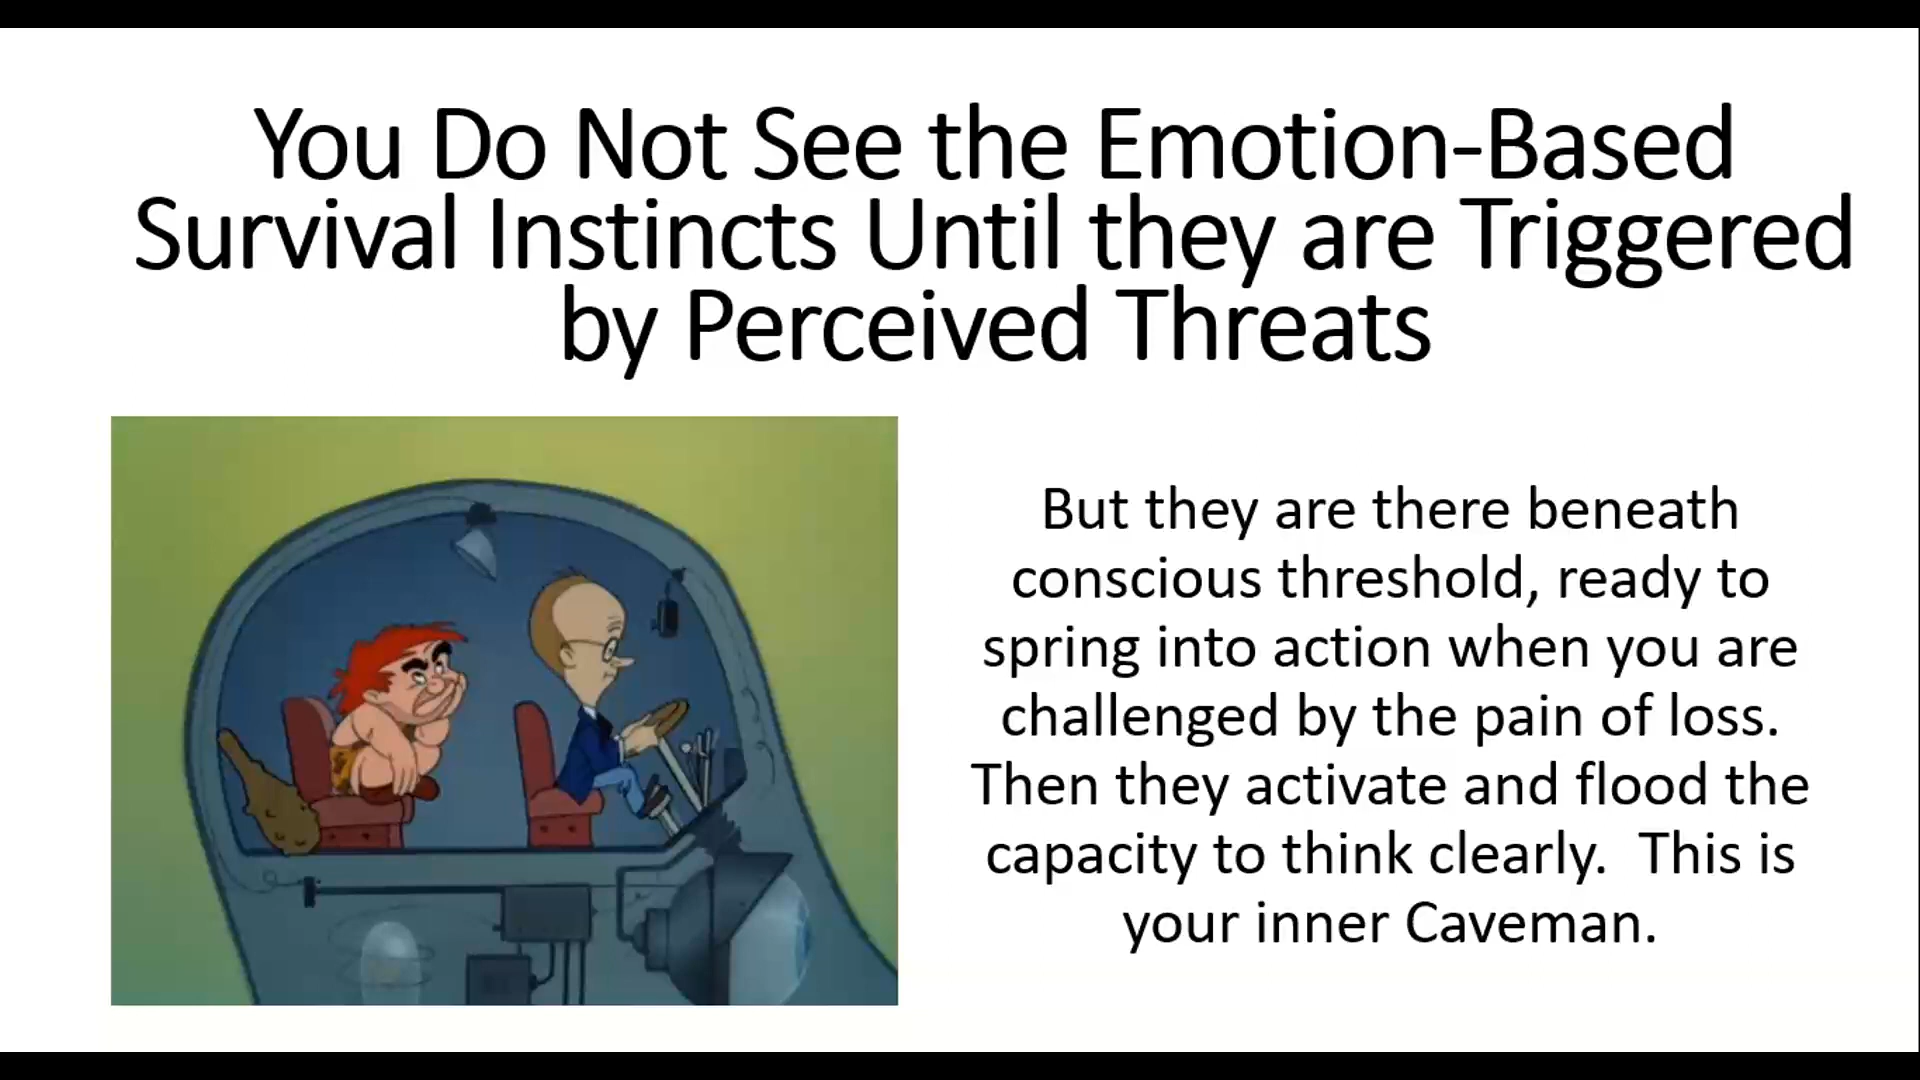 You Do Not See the Emotion-Based
Survival Instincts Until they are Triggered
by Perceived Threats
But they are there beneath
conscious threshold, ready to
spring into action when you are
challenged by the pain of loss.
Then they activate and flood the
capacity to think clearly.  This is
your inner Caveman.